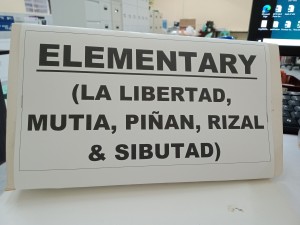 ELEMENTARY
(LA LIBERTAD,
MUTIA, PIÑAN, RIZAL
& SIBUTAD)